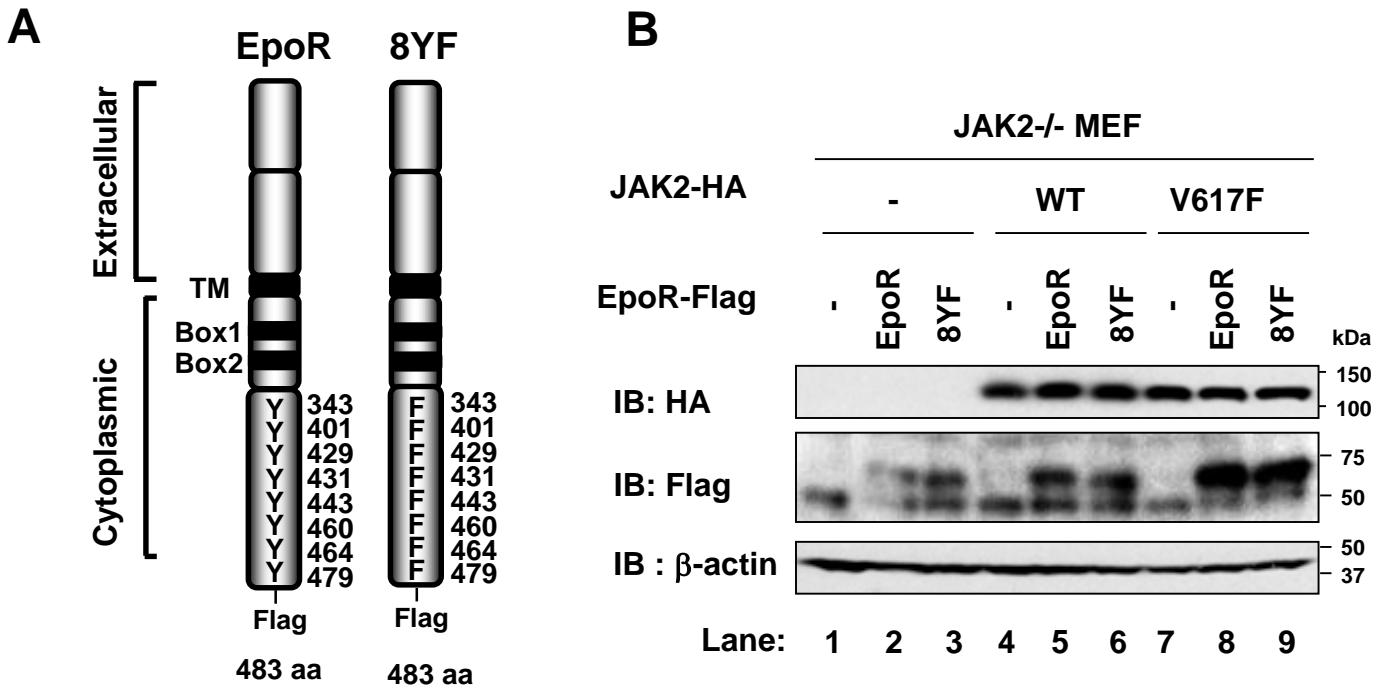 A
EpoR 8YF
Extracellular
TM
Box1
Box2
Cytoplasmic
Y 343 F 343
Y 401 F 401
Y 429 F 429
Y 431 F 431
Y 443 F 443
Y 460 F 460
Y 464 F 464
Y 479 F 479
Flag Flag
483 aa 483 aa
B
JAK2-/- MEF
JAK2-HA - WT V617F
EpoR-Flag - EpoR 8YF - EpoR 8YF - EpoR 8YF
kDa
IB: HA 150
100
IB: Flag 75
50
IB : β-actin 50
37
Lane: 1 2 3 4 5 6 7 8 9